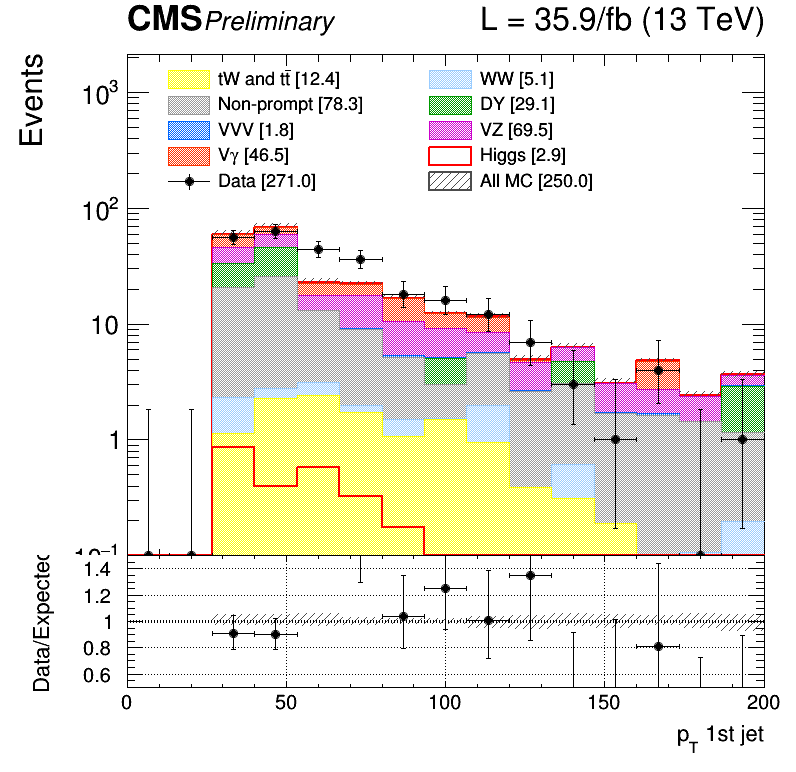 CMS Preliminary L = 35.9/fb (13 TeV)
Events
tW and tt̄ [12.4] WW [5.1]
Non-prompt [78.3] DY [29.1]
VVV [1.8] VZ [69.5]
Vγ [46.5] Higgs [2.9]
Data [271.0] All MC [250.0]
10³
10²
10
1
10⁻¹
Data/Expected
1.4
1.2
1
0.8
0.6
0 50 100 150 200
p_T 1st jet